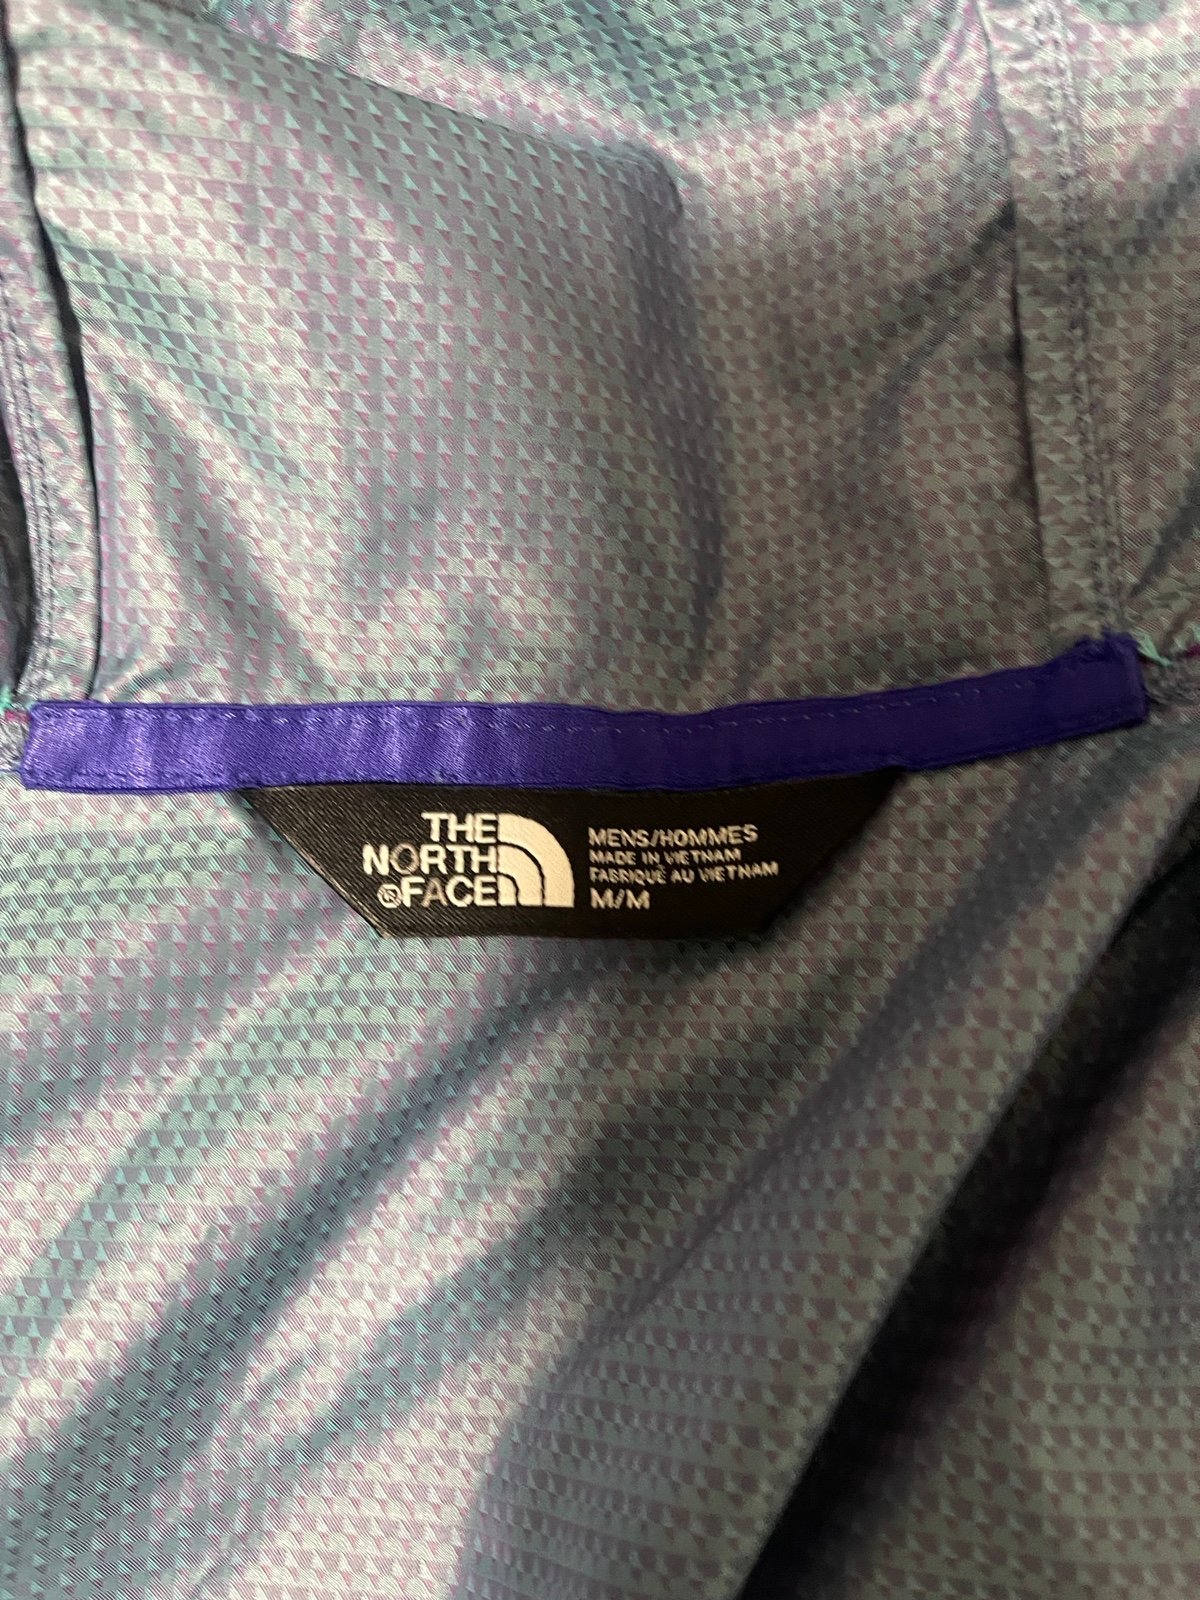 THE
NORTH
®FACE
MENS/HOMMES
MADE IN VIETNAM
FABRIQUÉ AU VIETNAM
M/M